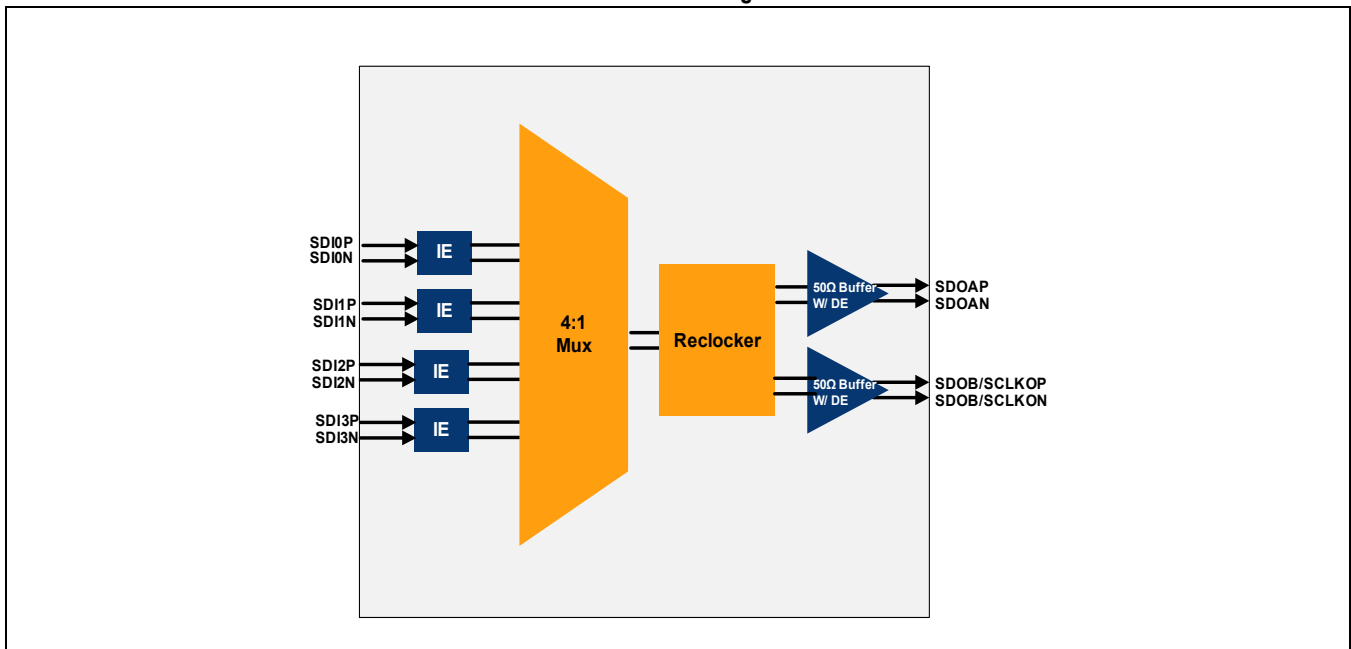 SDI0P
SDI0N
IE
SDI1P
SDI1N
IE
SDI2P
SDI2N
IE
SDI3P
SDI3N
IE
4:1
Mux
Reclocker
50Ω Buffer
W/ DE
SDOAP
SDOAN
50Ω Buffer
W/ DE
SDOB/SCLKOP
SDOB/SCLKON